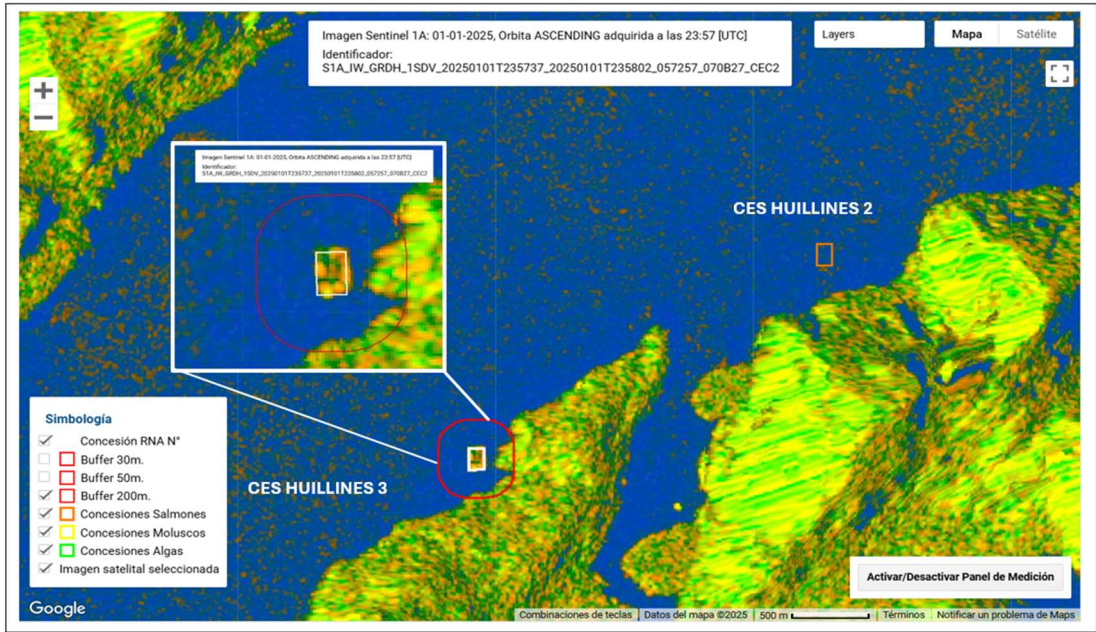 Imagen Sentinel 1A: 01-01-2025, Orbita ASCENDING adquirida a las 23:57 [UTC]
Identificador:
S1A_IW_GRDH_1SDV_20250101T235737_20250101T235802_057257_070B27_CEC2
Layers
Mapa
Satélite
+
−
Imagen Sentinel 1A: 01-01-2025, Orbita ASCENDING adquirida a las 23:57 [UTC]
Identificador:
S1A_IW_GRDH_1SDV_20250101T235737_20250101T235802_057257_070B27_CEC2
CES HUILLINES 2
CES HUILLINES 3
Simbología
Concesión RNA N°
Buffer 30m.
Buffer 50m.
Buffer 200m.
Concesiones Salmones
Concesiones Moluscos
Concesiones Algas
Imagen satelital seleccionada
Activar/Desactivar Panel de Medición
Google
Combinaciones de teclas
Datos del mapa ©2025
500 m
Términos
Notificar un problema de Maps